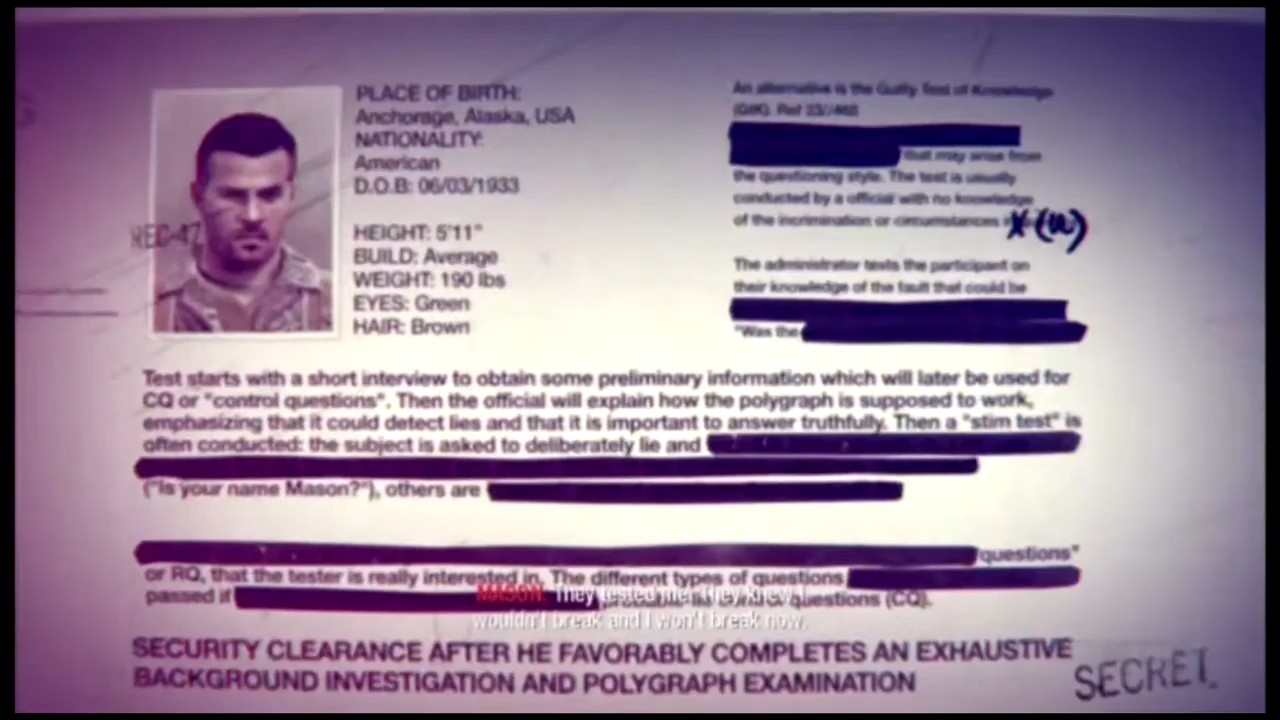 PLACE OF BIRTH:
Anchorage, Alaska, USA
NATIONALITY:
American
D.O.B: 06/03/1933
HEIGHT: 5'11"
BUILD: Average
WEIGHT: 190 lbs
EYES: Green
HAIR: Brown
REC-47
An alternative is the Guilty Test of Knowledge
(GtK). Ref
that may arise from
the questioning style. The test is usually
conducted by a official with no knowledge
of the incrimination or circumstances
The administrator tests the participant on
their knowledge of the fault that could be
"Was the
Test starts with a short interview to obtain some preliminary information which will later be used for
CQ or "control questions". Then the official will explain how the polygraph is supposed to work,
emphasizing that it could detect lies and that it is important to answer truthfully. Then a "stim test" is
often conducted: the subject is asked to deliberately lie and
("Is your name Mason?"), others are
questions"
or RQ, that the tester is really interested in. The different types of questions
passed if
control questions (CQ).
MASON: They tested me. They knew I
wouldn't break and I won't break now.
SECURITY CLEARANCE AFTER HE FAVORABLY COMPLETES AN EXHAUSTIVE
BACKGROUND INVESTIGATION AND POLYGRAPH EXAMINATION
SECRET